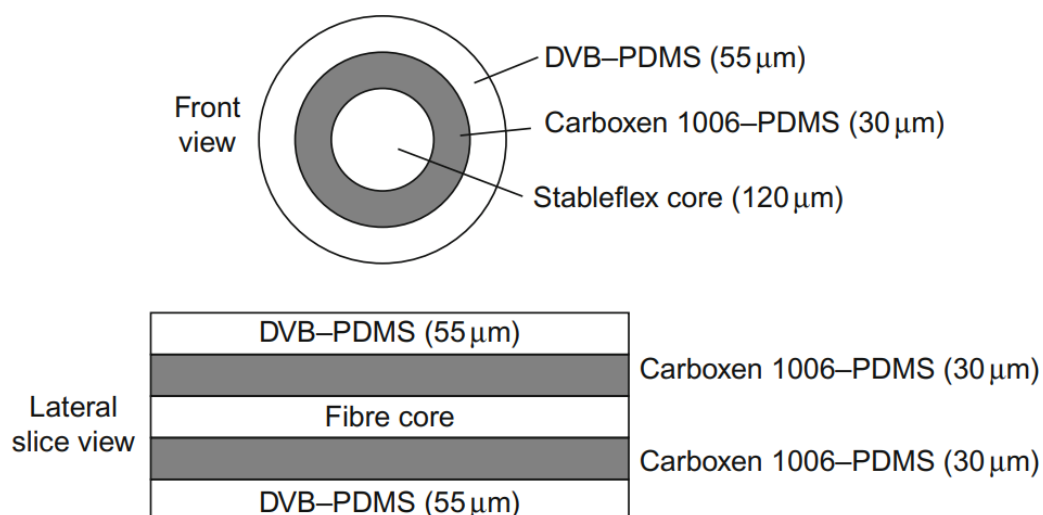 Front
view
DVB–PDMS (55 μm)
Carboxen 1006–PDMS (30 μm)
Stableflex core (120 μm)
DVB–PDMS (55 μm)
Carboxen 1006–PDMS (30 μm)
Lateral
slice view
Fibre core
Carboxen 1006–PDMS (30 μm)
DVB–PDMS (55 μm)